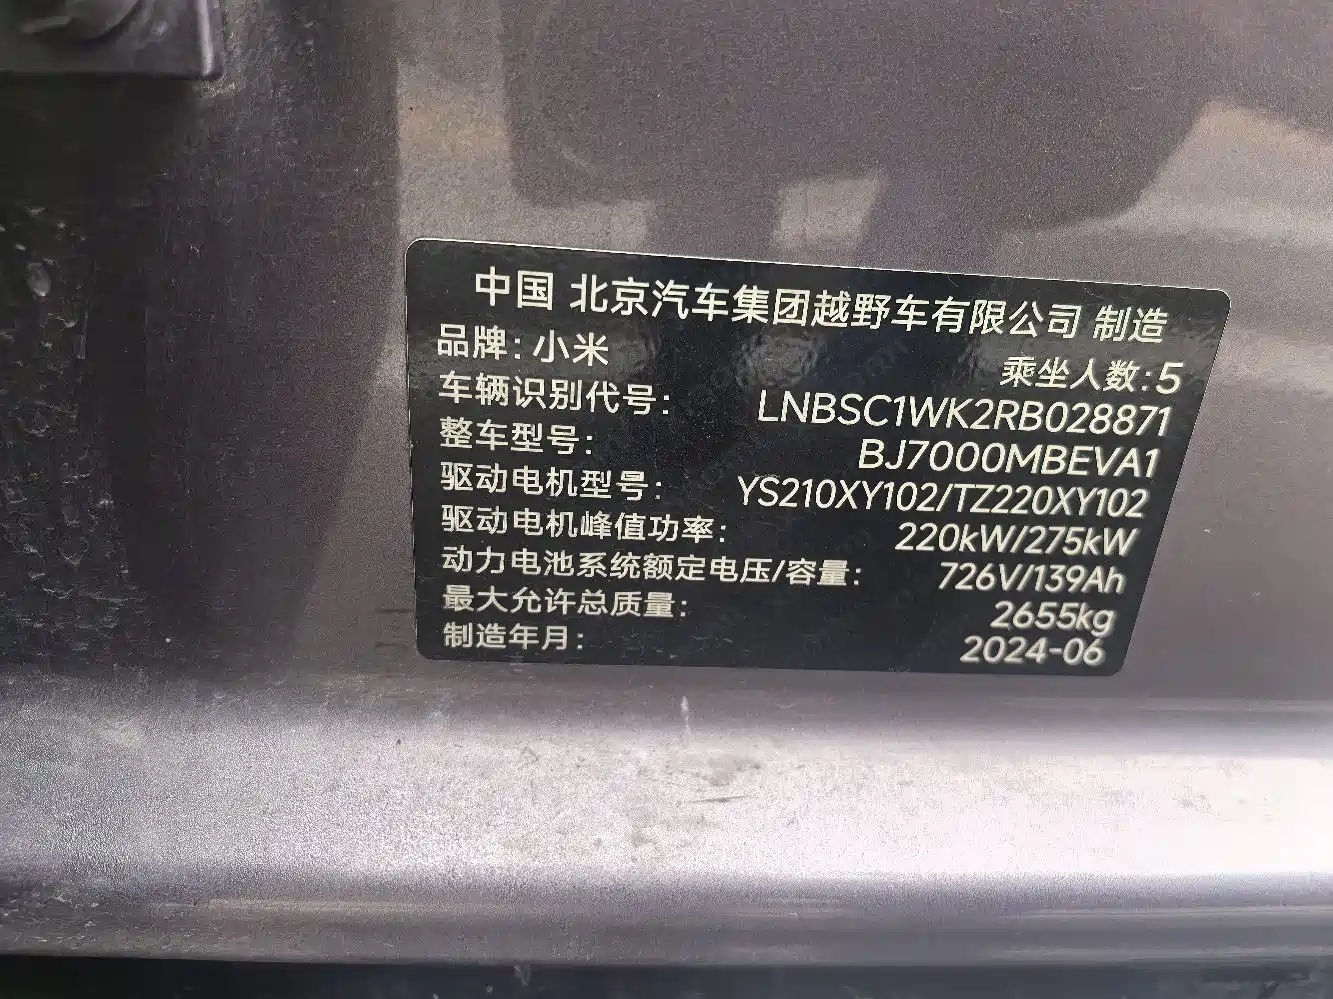 中国 北京汽车集团越野车有限公司 制造
品牌: 小米 乘坐人数: 5
车辆识别代号: LNBSC1WK2RB028871
整车型号: BJ7000MBEVA1
驱动电机型号: YS210XY102/TZ220XY102
驱动电机峰值功率: 220kW/275kW
动力电池系统额定电压/容量: 726V/139Ah
最大允许总质量: 2655kg
制造年月: 2024-06